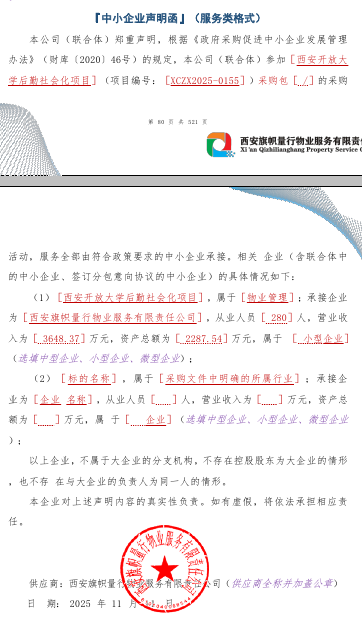 『中小企业声明函』（服务类格式）
本公司（联合体）郑重声明，根据《政府采购促进中小企业发展管理
办法》（财库〔2020〕46号）的规定，本公司（联合体）参加［西安开放大
学后勤社会化项目］（项目编号：［XCZX2025-0155］）采购包［ /］的采购
第 80 页 共 521 页
西安旗帜量行物业服务有限责
Xi'an Qizhilianghang Property Service C
活动，服务全部由符合政策要求的中小企业承接。相关 企业（含联合体中
的中小企业、签订分包意向协议的中小企业）的具体情况如下：
（1）［西安开放大学后勤社会化项目］，属于［物业管理］；承接企业
为［西安旗帜量行物业服务有限责任公司］，从业人员［ 280］人，营业收
入为［ 3648.37］万元，资产总额为［ 2287.54］万元，属于 ［ 小型企业］
（选填中型企业、小型企业、微型企业）；
（2）［标的名称］，属于［采购文件中明确的所属行业］；承接企
业为［企业 名称］，从业人员［ ］人，营业收入为［ ］万元，资产总
额为［ ］万元，属 于［ 企业］（选填中型企业、小型企业、微型企业
）；
以上企业，不属于大企业的分支机构，不存在控股股东为大企业的情形
，也不存 在与大企业的负责人为同一人的情形。
本企业对上述声明内容的真实性负责。如有虚假，将依法承担相应责
任。
供应商：西安旗帜量行物业服务有限责任公司（供应商全称并加盖公章）
日 期： 2025 年 11 月 日